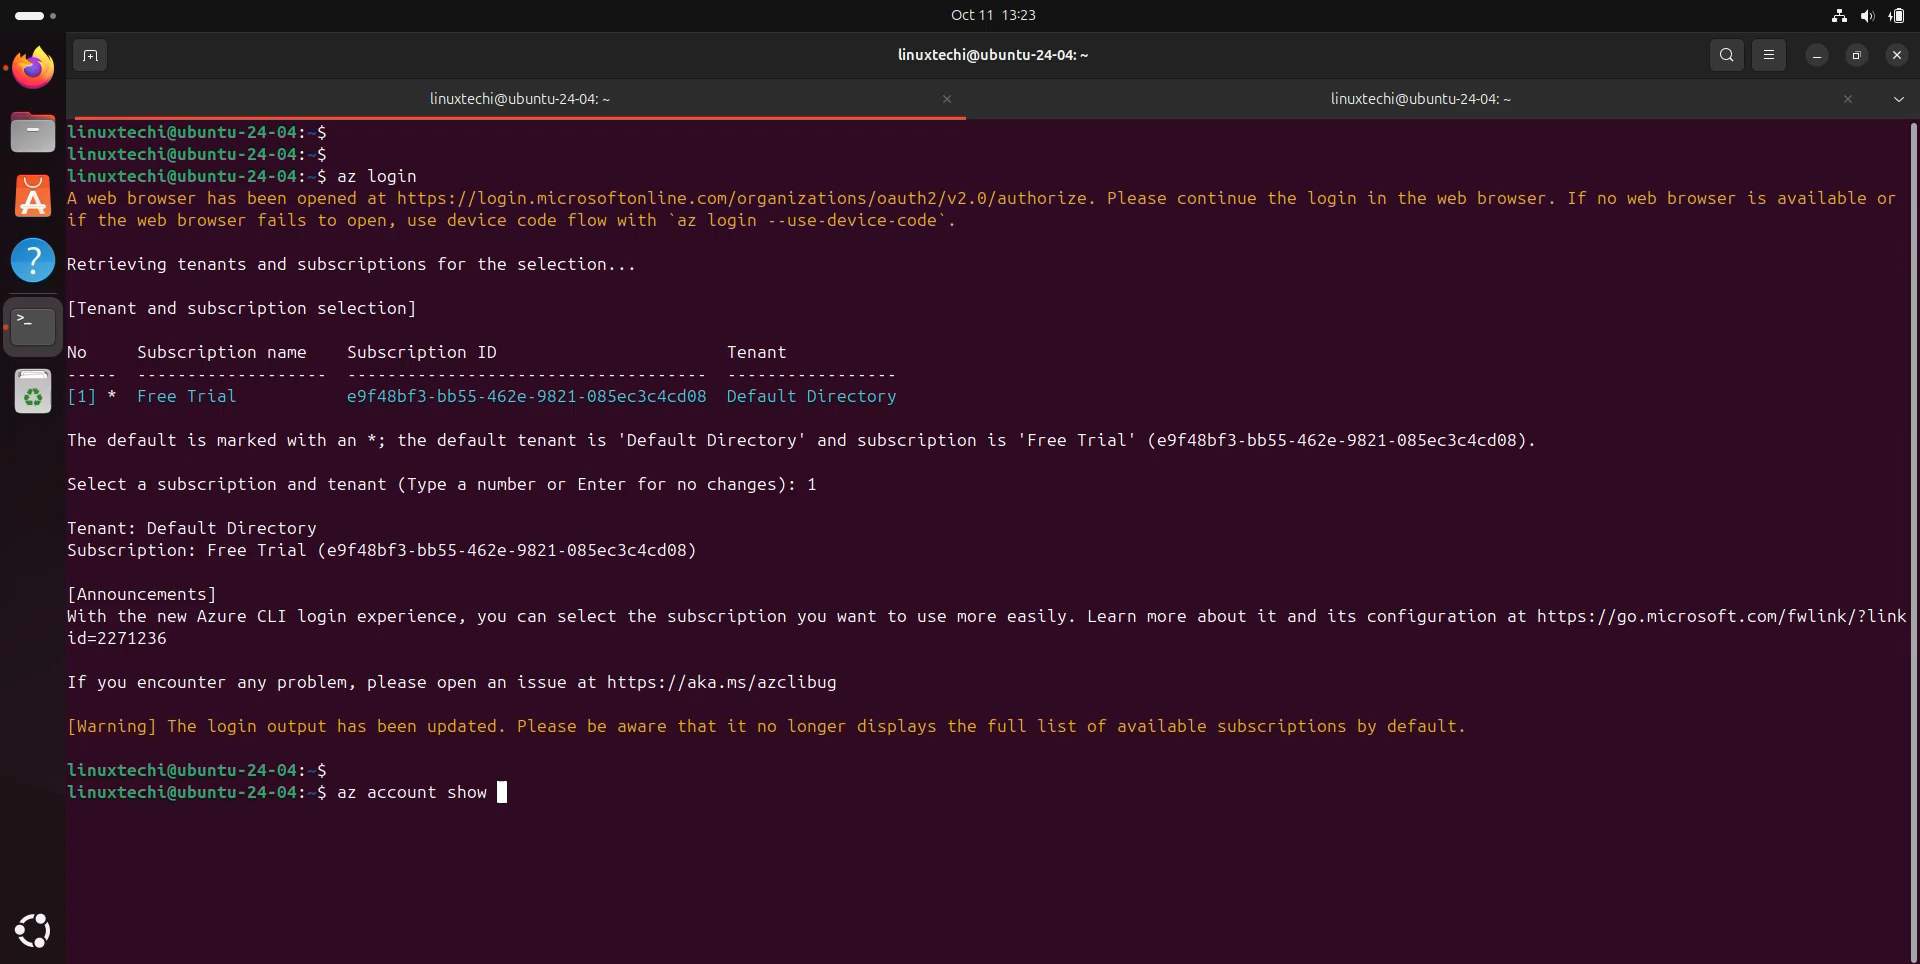 Oct 11 13:23
linuxtechi@ubuntu-24-04: ~
linuxtechi@ubuntu-24-04: ~
linuxtechi@ubuntu-24-04: ~
linuxtechi@ubuntu-24-04:~$
linuxtechi@ubuntu-24-04:~$
linuxtechi@ubuntu-24-04:~$ az login
A web browser has been opened at https://login.microsoftonline.com/organizations/oauth2/v2.0/authorize. Please continue the login in the web browser. If no web browser is available or
if the web browser fails to open, use device code flow with `az login --use-device-code`.
Retrieving tenants and subscriptions for the selection...
[Tenant and subscription selection]
No     Subscription name    Subscription ID                       Tenant
-----  -------------------  ------------------------------------  -----------------
[1] *  Free Trial           e9f48bf3-bb55-462e-9821-085ec3c4cd08  Default Directory
The default is marked with an *; the default tenant is 'Default Directory' and subscription is 'Free Trial' (e9f48bf3-bb55-462e-9821-085ec3c4cd08).
Select a subscription and tenant (Type a number or Enter for no changes): 1
Tenant: Default Directory
Subscription: Free Trial (e9f48bf3-bb55-462e-9821-085ec3c4cd08)
[Announcements]
With the new Azure CLI login experience, you can select the subscription you want to use more easily. Learn more about it and its configuration at https://go.microsoft.com/fwlink/?link
id=2271236
If you encounter any problem, please open an issue at https://aka.ms/azclibug
[Warning] The login output has been updated. Please be aware that it no longer displays the full list of available subscriptions by default.
linuxtechi@ubuntu-24-04:~$
linuxtechi@ubuntu-24-04:~$ az account show